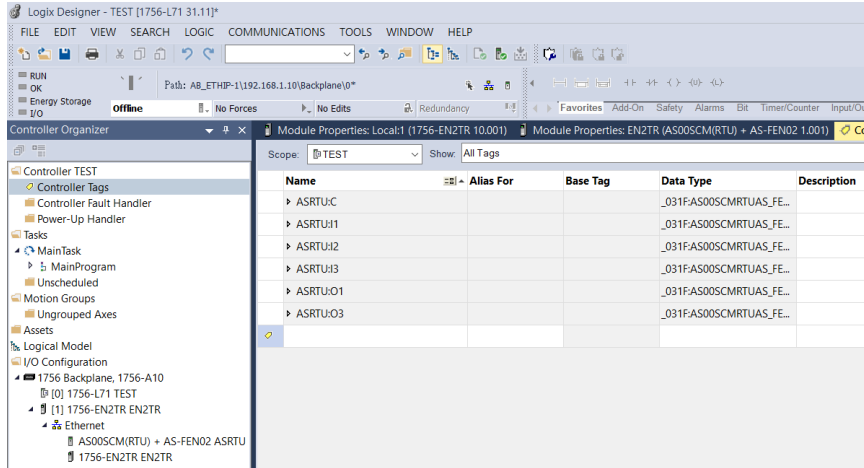 Logix Designer - TEST [1756-L71 31.11]*
FILE EDIT VIEW SEARCH LOGIC COMMUNICATIONS TOOLS WINDOW HELP
RUN
OK
Energy Storage
I/O
Path: AB_ETHIP-1\192.168.1.10\Backplane\0*
Offline No Forces No Edits Redundancy
Favorites Add-On Safety Alarms Bit Timer/Counter Input/Ou
Controller Organizer
Module Properties: Local:1 (1756-EN2TR 10.001) Module Properties: EN2TR (AS00SCM(RTU) + AS-FEN02 1.001) Co
Scope: TEST Show: All Tags
Name Alias For Base Tag Data Type Description
ASRTU:C _031F:AS00SCMRTUAS_FE...
ASRTU:I1 _031F:AS00SCMRTUAS_FE...
ASRTU:I2 _031F:AS00SCMRTUAS_FE...
ASRTU:I3 _031F:AS00SCMRTUAS_FE...
ASRTU:O1 _031F:AS00SCMRTUAS_FE...
ASRTU:O3 _031F:AS00SCMRTUAS_FE...
Controller TEST
Controller Tags
Controller Fault Handler
Power-Up Handler
Tasks
MainTask
MainProgram
Unscheduled
Motion Groups
Ungrouped Axes
Assets
Logical Model
I/O Configuration
1756 Backplane, 1756-A10
[0] 1756-L71 TEST
[1] 1756-EN2TR EN2TR
Ethernet
AS00SCM(RTU) + AS-FEN02 ASRTU
1756-EN2TR EN2TR